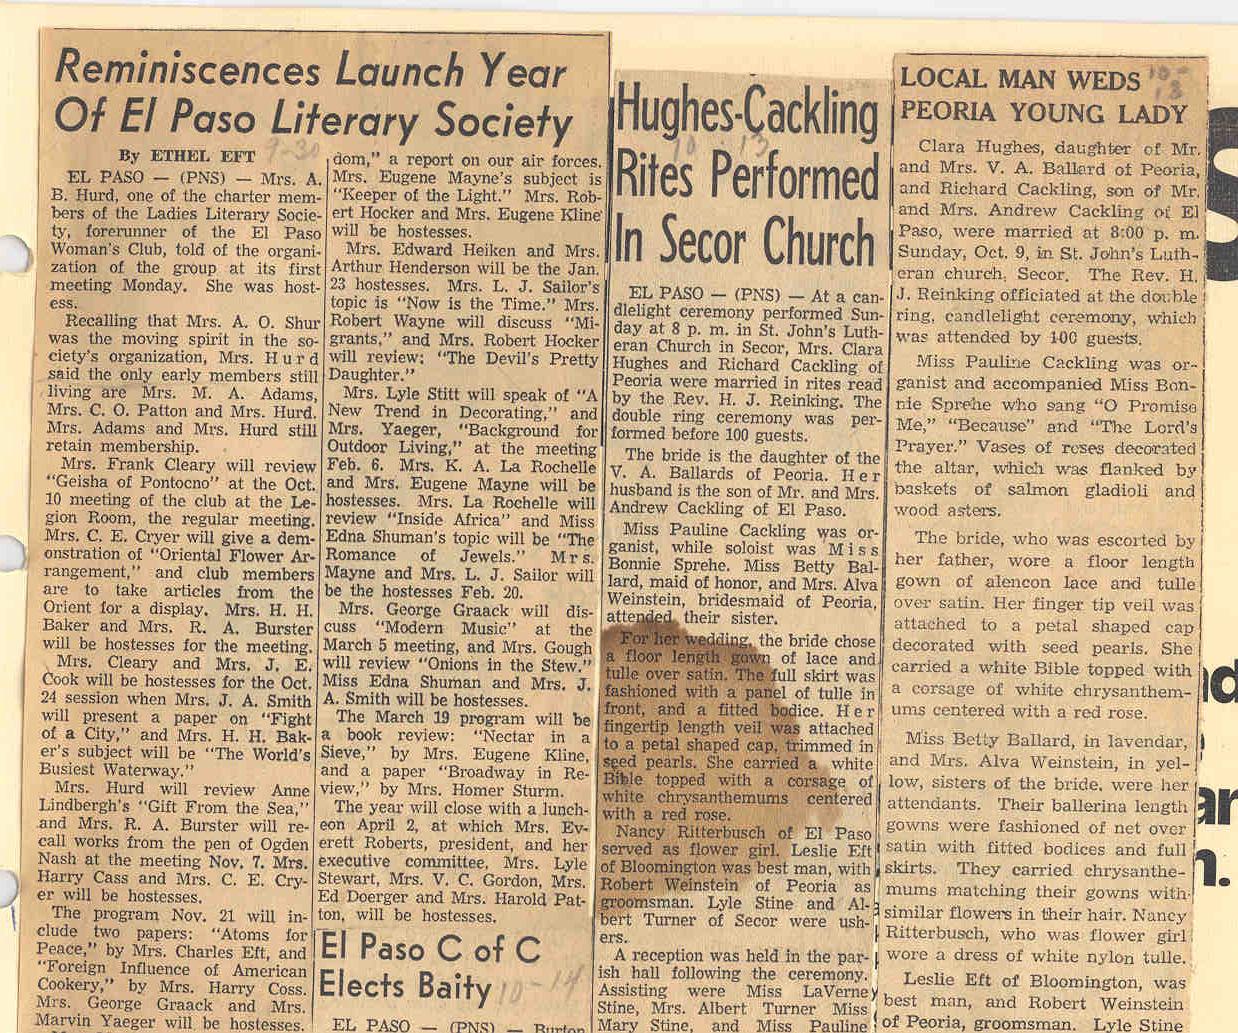 Reminiscences Launch Year
Of El Paso Literary Society
9-30
By ETHEL EFT
EL PASO — (PNS) — Mrs. A.
B. Hurd, one of the charter mem-
bers of the Ladies Literary Socie-
ty, forerunner of the El Paso
Woman's Club, told of the organi-
zation of the group at its first
meeting Monday. She was host-
ess.
Recalling that Mrs. A. O. Shur
was the moving spirit in the so-
ciety's organization, Mrs. Hurd
said the only early members still
living are Mrs. M. A. Adams,
Mrs. C. O. Patton and Mrs. Hurd.
Mrs. Adams and Mrs. Hurd still
retain membership.
Mrs. Frank Cleary will review
"Geisha of Pontocno" at the Oct.
10 meeting of the club at the Le-
gion Room, the regular meeting.
Mrs. C. E. Cryer will give a dem-
onstration of "Oriental Flower Ar-
rangement," and club members
are to take articles from the
Orient for a display. Mrs. H. H.
Baker and Mrs. R. A. Burster
will be hostesses for the meeting.
Mrs. Cleary and Mrs. J. E.
Cook will be hostesses for the Oct.
24 session when Mrs. J. A. Smith
will present a paper on "Fight
of a City," and Mrs. H. H. Bak-
er's subject will be "The World's
Busiest Waterway."
Mrs. Hurd will review Anne
Lindbergh's "Gift From the Sea,"
and Mrs. R. A. Burster will re-
call works from the pen of Ogden
Nash at the meeting Nov. 7. Mrs.
Harry Cass and Mrs. C. E. Cry-
er will be hostesses.
The program Nov. 21 will in-
clude two papers: "Atoms for
Peace," by Mrs. Charles Eft, and
"Foreign Influence of American
Cookery," by Mrs. Harry Coss.
Mrs. George Graack and Mrs.
Marvin Yaeger will be hostesses.
dom," a report on our air forces.
Mrs. Eugene Mayne's subject is
"Keeper of the Light." Mrs. Rob-
ert Hocker and Mrs. Eugene Kline
will be hostesses.
Mrs. Edward Heiken and Mrs.
Arthur Henderson will be the Jan.
23 hostesses. Mrs. L. J. Sailor's
topic is "Now is the Time." Mrs.
Robert Wayne will discuss "Mi-
grants," and Mrs. Robert Hocker
will review: "The Devil's Pretty
Daughter."
Mrs. Lyle Stitt will speak of "A
New Trend in Decorating," and
Mrs. Yaeger, "Background for
Outdoor Living," at the meeting
Feb. 6. Mrs. K. A. La Rochelle
and Mrs. Eugene Mayne will be
hostesses. Mrs. La Rochelle will
review "Inside Africa" and Miss
Edna Shuman's topic will be "The
Romance of Jewels." Mrs.
Mayne and Mrs. L. J. Sailor will
be the hostesses Feb. 20.
Mrs. George Graack will dis-
cuss "Modern Music" at the
March 5 meeting, and Mrs. Gough
will review "Onions in the Stew."
Miss Edna Shuman and Mrs. J.
A. Smith will be hostesses.
The March 19 program will be
a book review: "Nectar in a
Sieve," by Mrs. Eugene Kline,
and a paper "Broadway in Re-
view," by Mrs. Homer Sturm.
The year will close with a lunch-
eon April 2, at which Mrs. Ev-
erett Roberts, president, and her
executive committee, Mrs. Lyle
Stewart, Mrs. V. C. Gordon, Mrs.
Ed Doerger and Mrs. Harold Pat-
ton, will be hostesses.
El Paso C of C
Elects Baity
10-14
EL PASO — (PNS) — Burton
Hughes-Cackling
10 - 13
Rites Performed
In Secor Church
EL PASO — (PNS) — At a can-
dlelight ceremony performed Sun-
day at 8 p. m. in St. John's Luth-
eran Church in Secor, Mrs. Clara
Hughes and Richard Cackling of
Peoria were married in rites read
by the Rev. H. J. Reinking. The
double ring ceremony was per-
formed before 100 guests.
The bride is the daughter of the
V. A. Ballards of Peoria. Her
husband is the son of Mr. and Mrs.
Andrew Cackling of El Paso.
Miss Pauline Cackling was or-
ganist, while soloist was Miss
Bonnie Sprehe. Miss Betty Bal-
lard, maid of honor, and Mrs. Alva
Weinstein, bridesmaid of Peoria,
attended their sister.
For her wedding, the bride chose
a floor length gown of lace and
tulle over satin. The full skirt was
fashioned with a panel of tulle in
front, and a fitted bodice. Her
fingertip length veil was attached
to a petal shaped cap, trimmed in
seed pearls. She carried a white
Bible topped with a corsage of
white chrysanthemums centered
with a red rose.
Nancy Ritterbusch of El Paso
served as flower girl. Leslie Eft
of Bloomington was best man, with
Robert Weinstein of Peoria as
groomsman. Lyle Stine and Al-
bert Turner of Secor were ush-
ers.
A reception was held in the par-
ish hall following the ceremony.
Assisting were Miss LaVerne
Stine, Mrs. Albert Turner Miss
Mary Stine, and Miss Pauline
LOCAL MAN WEDS
10-
13
PEORIA YOUNG LADY
Clara Hughes, daughter of Mr.
and Mrs. V. A. Ballard of Peoria,
and Richard Cackling, son of Mr.
and Mrs. Andrew Cackling of El
Paso, were married at 8:00 p. m.
Sunday, Oct. 9, in St. John's Luth-
eran church, Secor. The Rev. H.
J. Reinking officiated at the double
ring, candlelight ceremony, which
was attended by 100 guests.
Miss Pauline Cackling was or-
ganist and accompanied Miss Bon-
nie Sprehe who sang "O Promise
Me," "Because" and "The Lord's
Prayer." Vases of roses decorated
the altar, which was flanked by
baskets of salmon gladioli and
wood asters.
The bride, who was escorted by
her father, wore a floor length
gown of alencon lace and tulle
over satin. Her finger tip veil was
attached to a petal shaped cap
decorated with seed pearls. She
carried a white Bible topped with
a corsage of white chrysanthem-
ums centered with a red rose.
Miss Betty Ballard, in lavendar,
and Mrs. Alva Weinstein, in yel-
low, sisters of the bride, were her
attendants. Their ballerina length
gowns were fashioned of net over
satin with fitted bodices and full
skirts. They carried chrysanthe-
mums matching their gowns with
similar flowers in their hair. Nancy
Ritterbusch, who was flower girl
wore a dress of white nylon tulle.
Leslie Eft of Bloomington, was
best man, and Robert Weinstein
of Peoria, groomsman. Lyle Stine